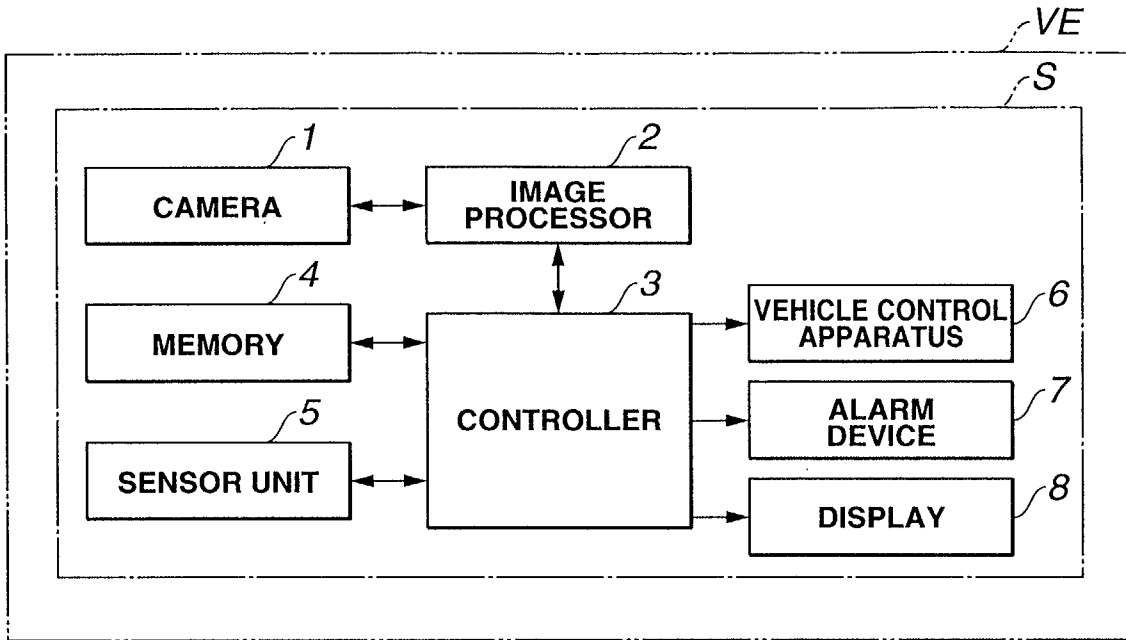 VE
S
1
CAMERA
2
IMAGE
PROCESSOR
4
MEMORY
3
CONTROLLER
5
SENSOR UNIT
6
VEHICLE CONTROL
APPARATUS
7
ALARM
DEVICE
8
DISPLAY